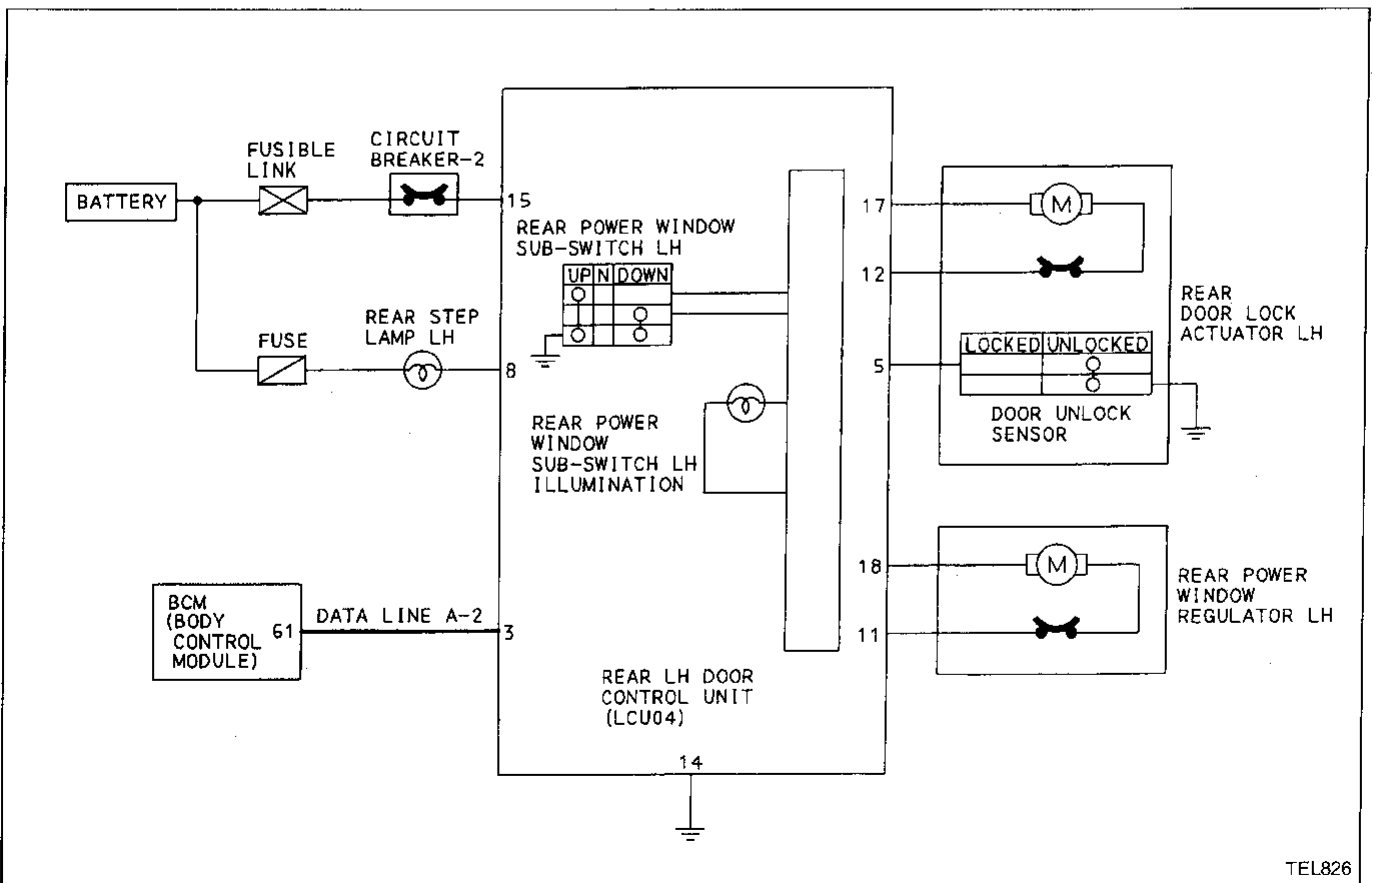 FUSIBLE
LINK
CIRCUIT
BREAKER-2
BATTERY
15
REAR POWER WINDOW
SUB-SWITCH LH
UP N DOWN
FUSE
REAR STEP
LAMP LH
8
REAR POWER
WINDOW
SUB-SWITCH LH
ILLUMINATION
BCM
(BODY
CONTROL
MODULE)
61
DATA LINE A-2
3
REAR LH DOOR
CONTROL UNIT
(LCU04)
14
17
M
12
REAR
DOOR LOCK
ACTUATOR LH
5
LOCKED UNLOCKED
DOOR UNLOCK
SENSOR
18
M
11
REAR POWER
WINDOW
REGULATOR LH
TEL826